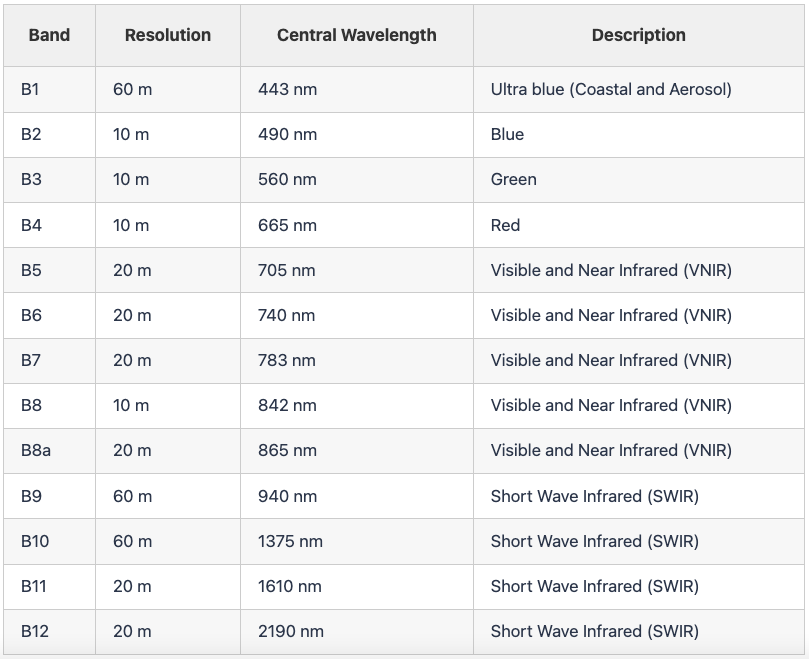 Band Resolution Central Wavelength Description
B1 60 m 443 nm Ultra blue (Coastal and Aerosol)
B2 10 m 490 nm Blue
B3 10 m 560 nm Green
B4 10 m 665 nm Red
B5 20 m 705 nm Visible and Near Infrared (VNIR)
B6 20 m 740 nm Visible and Near Infrared (VNIR)
B7 20 m 783 nm Visible and Near Infrared (VNIR)
B8 10 m 842 nm Visible and Near Infrared (VNIR)
B8a 20 m 865 nm Visible and Near Infrared (VNIR)
B9 60 m 940 nm Short Wave Infrared (SWIR)
B10 60 m 1375 nm Short Wave Infrared (SWIR)
B11 20 m 1610 nm Short Wave Infrared (SWIR)
B12 20 m 2190 nm Short Wave Infrared (SWIR)